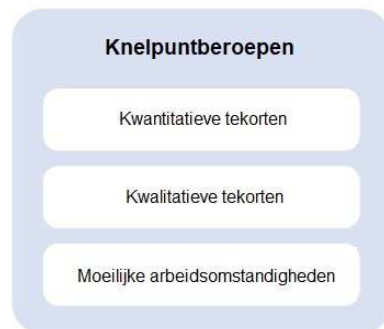 Knelpuntberoepen
Kwantitatieve tekorten
Kwalitatieve tekorten
Moeilijke arbeidsomstandigheden